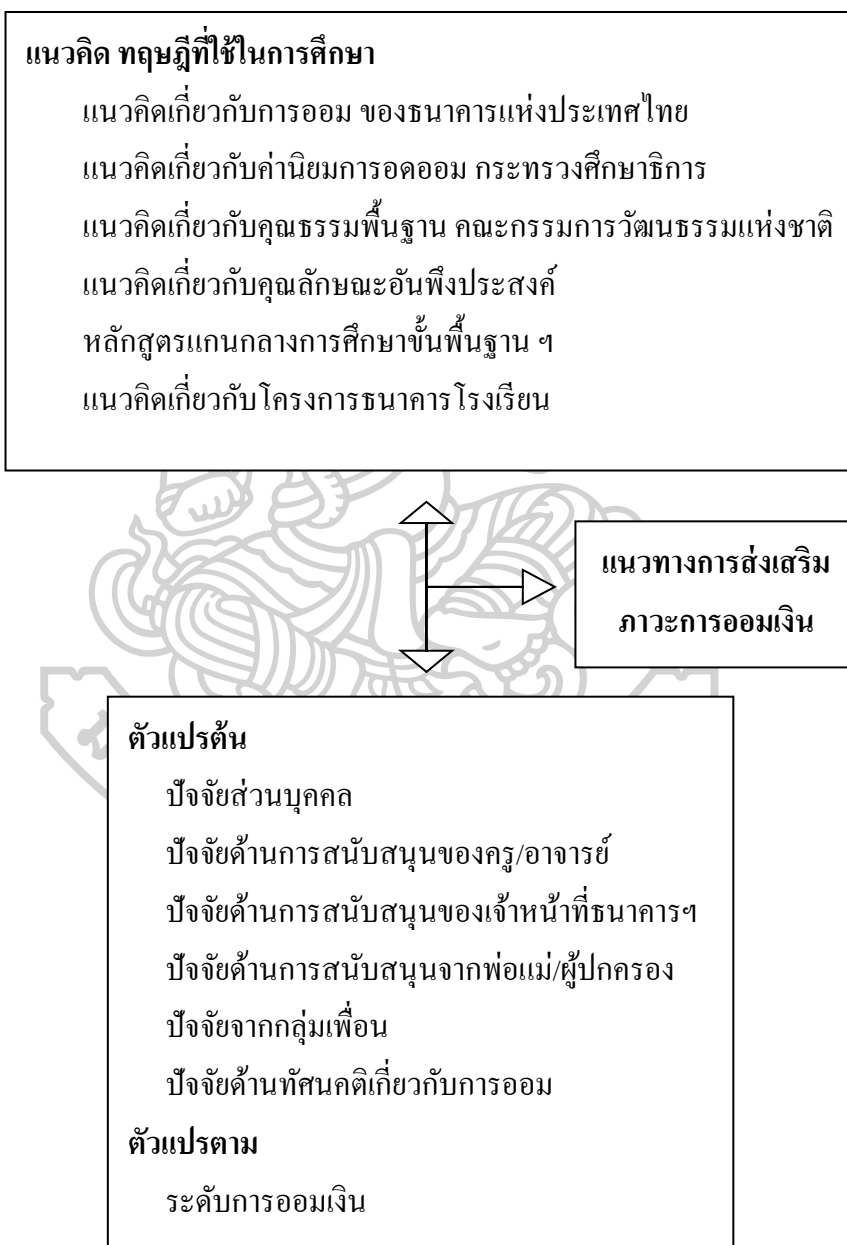 แนวคิด ทฤษฎีที่ใช้ในการศึกษา
แนวคิดเกี่ยวกับการออม ของธนาคารแห่งประเทศไทย
แนวคิดเกี่ยวกับค่านิยมการอดออม กระทรวงศึกษาธิการ
แนวคิดเกี่ยวกับคุณธรรมพื้นฐาน คณะกรรมการวัฒนธรรมแห่งชาติ
แนวคิดเกี่ยวกับคุณลักษณะอันพึงประสงค์
หลักสูตรแกนกลางการศึกษาขั้นพื้นฐาน ฯ
แนวคิดเกี่ยวกับโครงการธนาคารโรงเรียน
แนวทางการส่งเสริม
ภาวะการออมเงิน
ตัวแปรต้น
ปัจจัยส่วนบุคคล
ปัจจัยด้านการสนับสนุนของครู/อาจารย์
ปัจจัยด้านการสนับสนุนของเจ้าหน้าที่ธนาคารฯ
ปัจจัยด้านการสนับสนุนจากพ่อแม่/ผู้ปกครอง
ปัจจัยจากกลุ่มเพื่อน
ปัจจัยด้านทัศนคติเกี่ยวกับการออม
ตัวแปรตาม
ระดับการออมเงิน